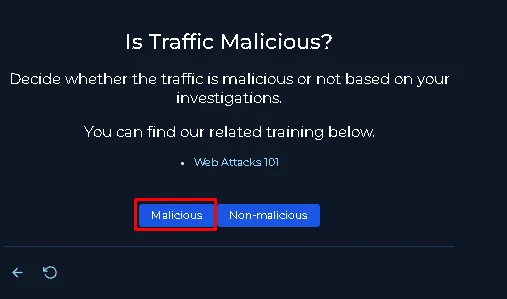 Is Traffic Malicious?
Decide whether the traffic is malicious or not based on your
investigations.
You can find our related training below.
• Web Attacks 101
Malicious
Non-malicious